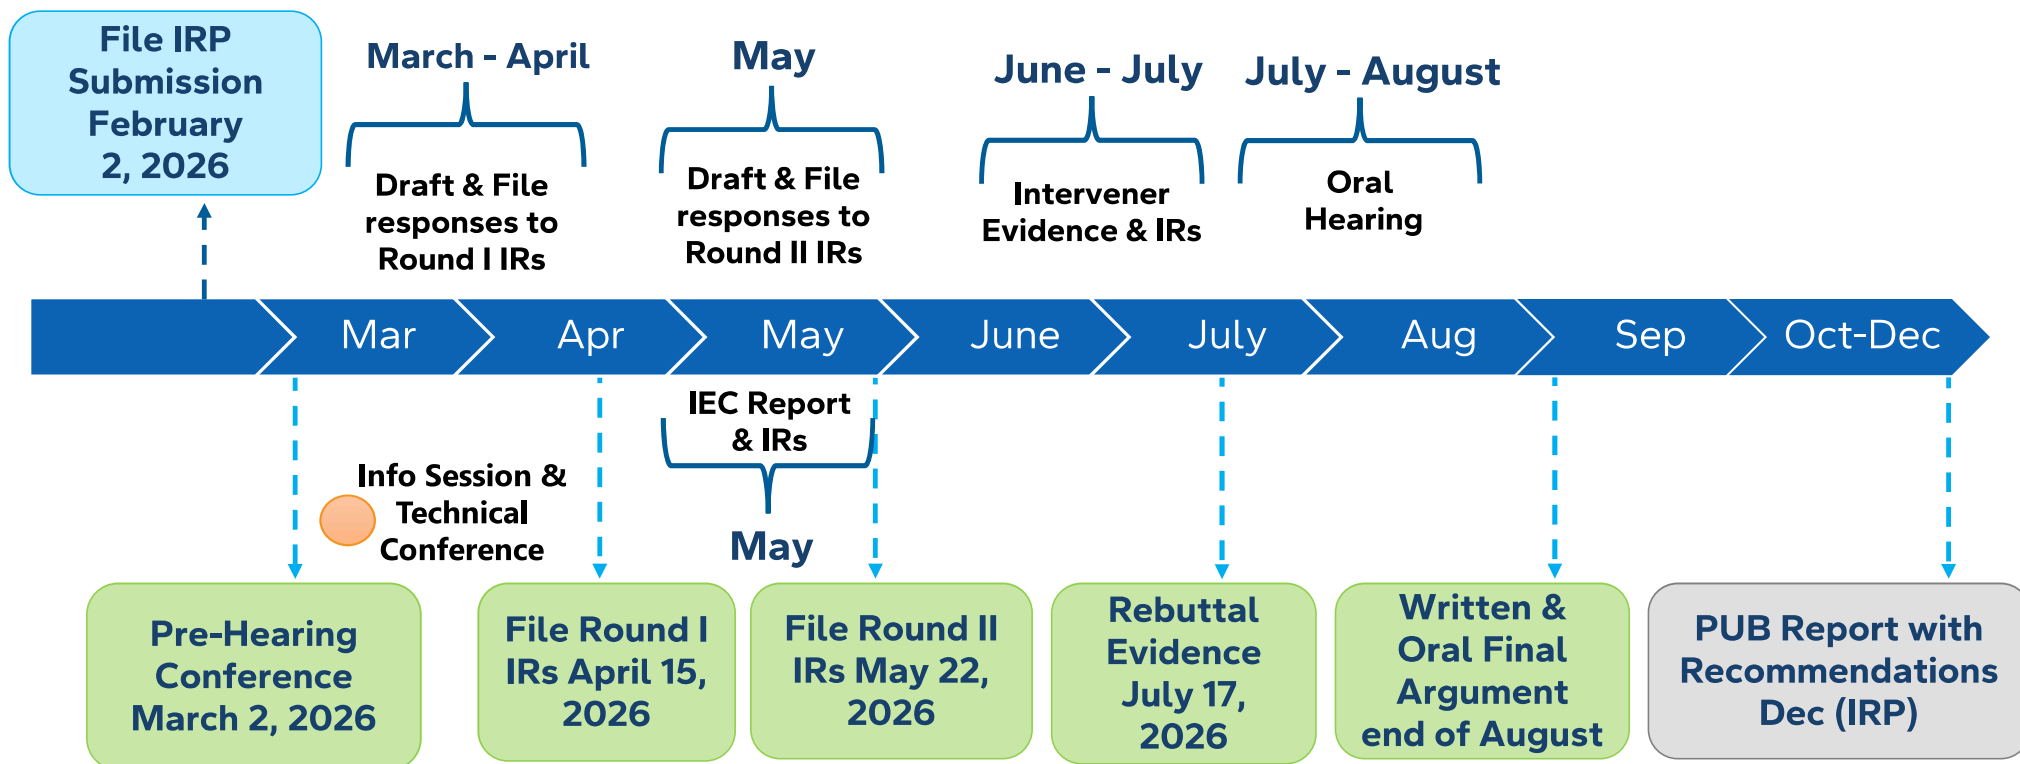 File IRP
Submission
February
2, 2026
March - April
Draft & File
responses to
Round I IRs
May
Draft & File
responses to
Round II IRs
June - July
Intervener
Evidence & IRs
July - August
Oral
Hearing
Mar
Apr
May
June
July
Aug
Sep
Oct-Dec
Info Session &
Technical
Conference
IEC Report
& IRs
May
Pre-Hearing
Conference
March 2, 2026
File Round I
IRs April 15,
2026
File Round II
IRs May 22,
2026
Rebuttal
Evidence
July 17,
2026
Written &
Oral Final
Argument
end of August
PUB Report with
Recommendations
Dec (IRP)